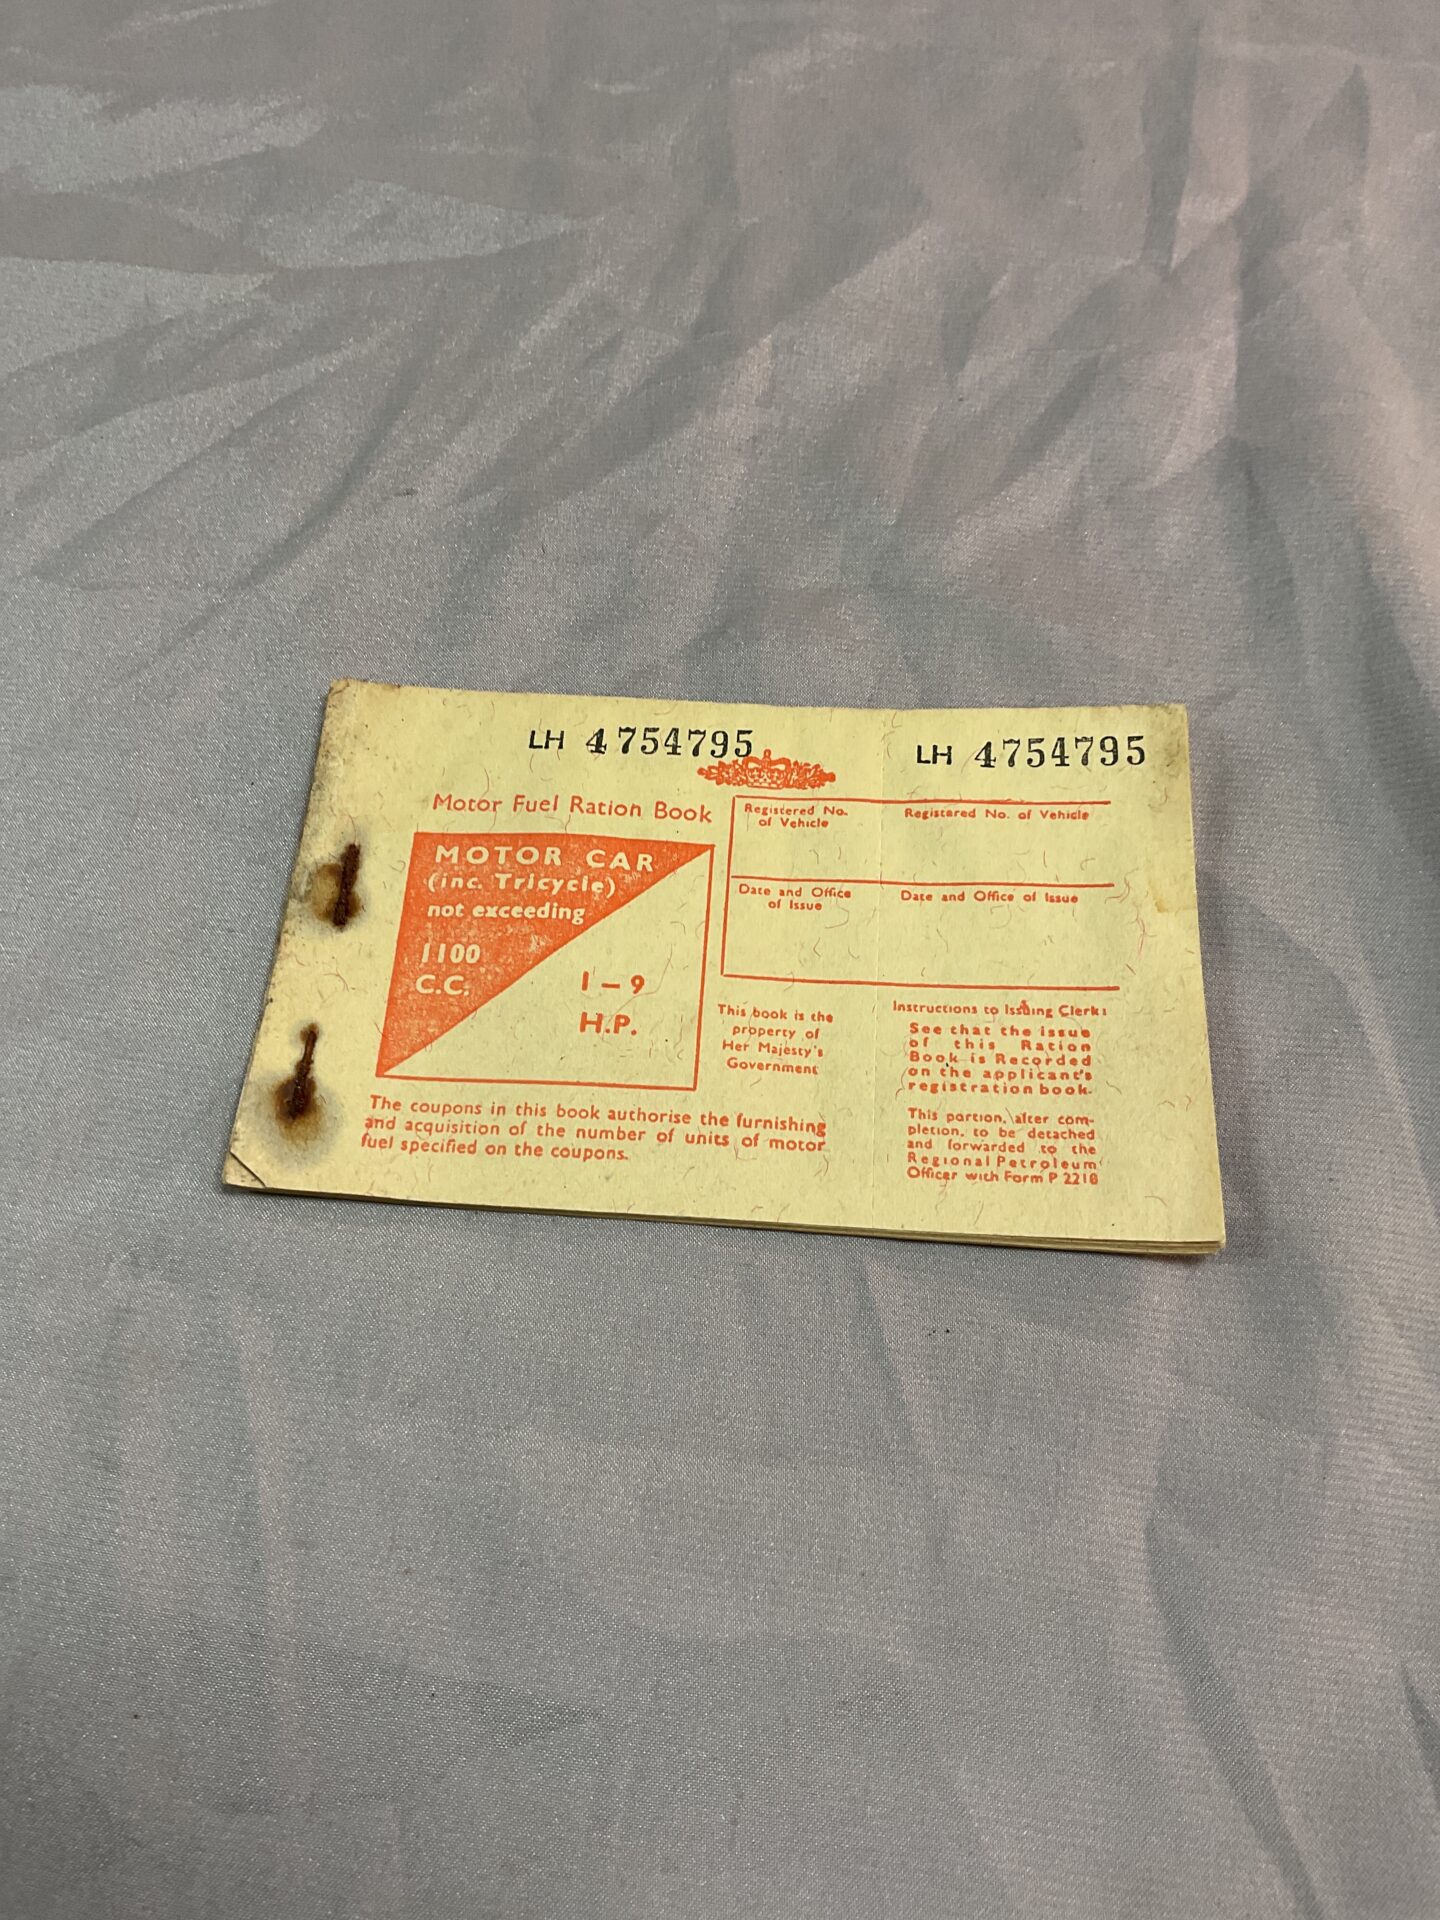 LH 4754795
LH 4754795
Motor Fuel Ration Book
MOTOR CAR
(inc. Tricycle)
not exceeding
1100
C.C.
1 – 9
H.P.
Registered No.
of Vehicle
Registered No. of Vehicle
Date and Office
of Issue
Date and Office of Issue
This book is the
property of
Her Majesty's
Government
The coupons in this book authorise the furnishing
and acquisition of the number of units of motor
fuel specified on the coupons.
Instructions to Issuing Clerk:
See that the issue
of this Ration
Book is Recorded
on the applicant's
registration book.
This portion, after com-
pletion, to be detached
and forwarded to the
Regional Petroleum
Officer with Form P 2210